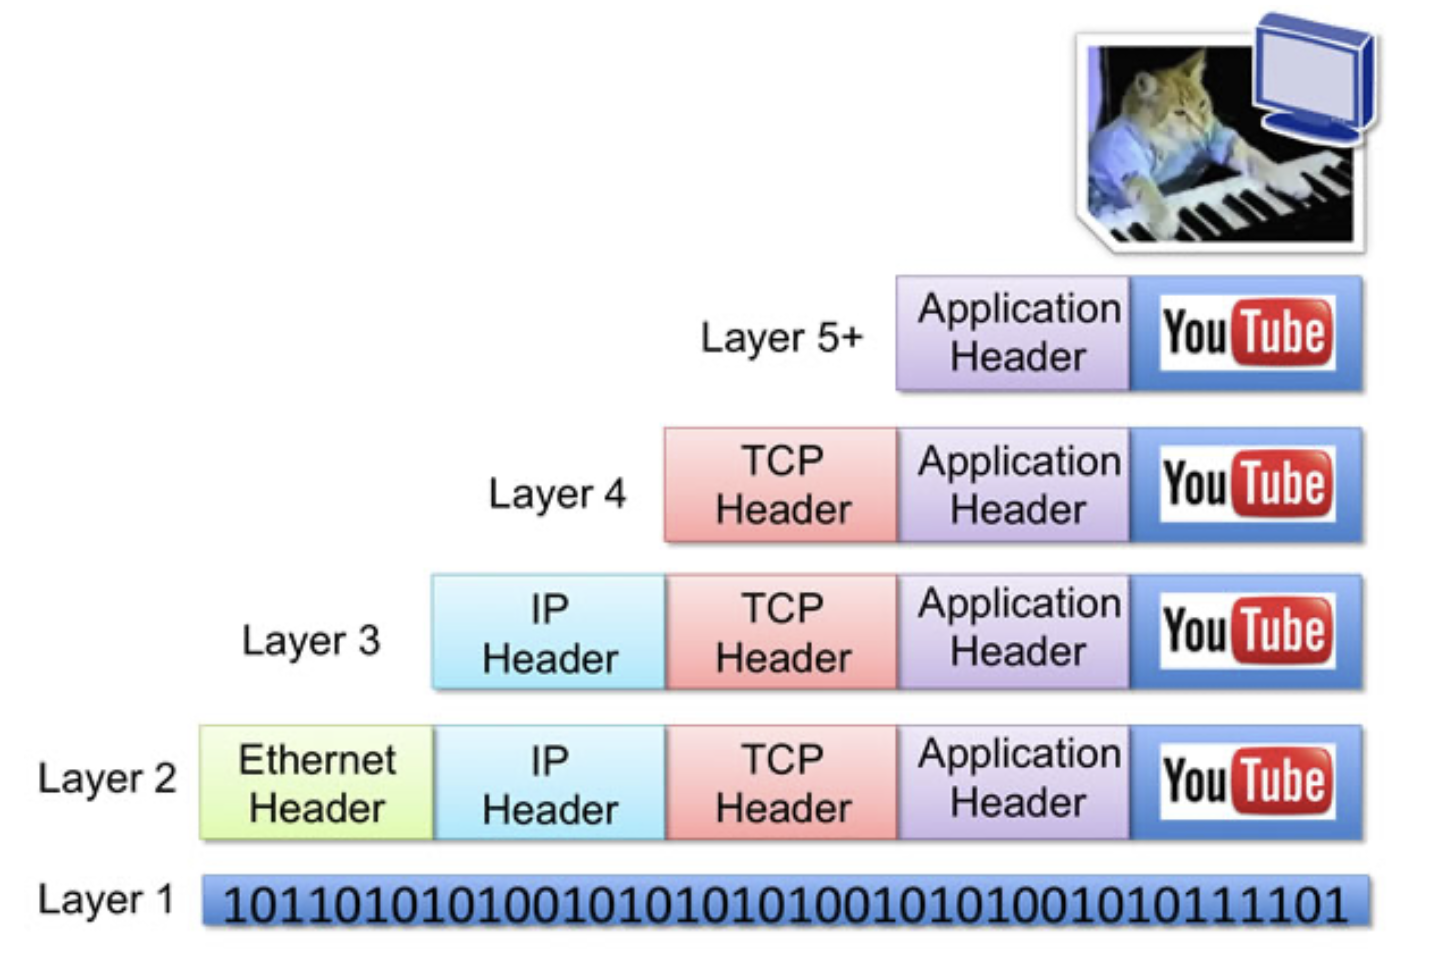 Layer 5+
Application
Header
YouTube
Layer 4
TCP
Header
Application
Header
YouTube
Layer 3
IP
Header
TCP
Header
Application
Header
YouTube
Layer 2
Ethernet
Header
IP
Header
TCP
Header
Application
Header
YouTube
Layer 1
1011010101001010101010010101001010111101